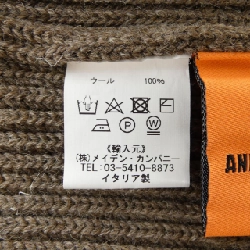 ウール 100%
《輸入元》
(株)メイデン・カンパニー
TEL:03-5410-8873
イタリア製
AN